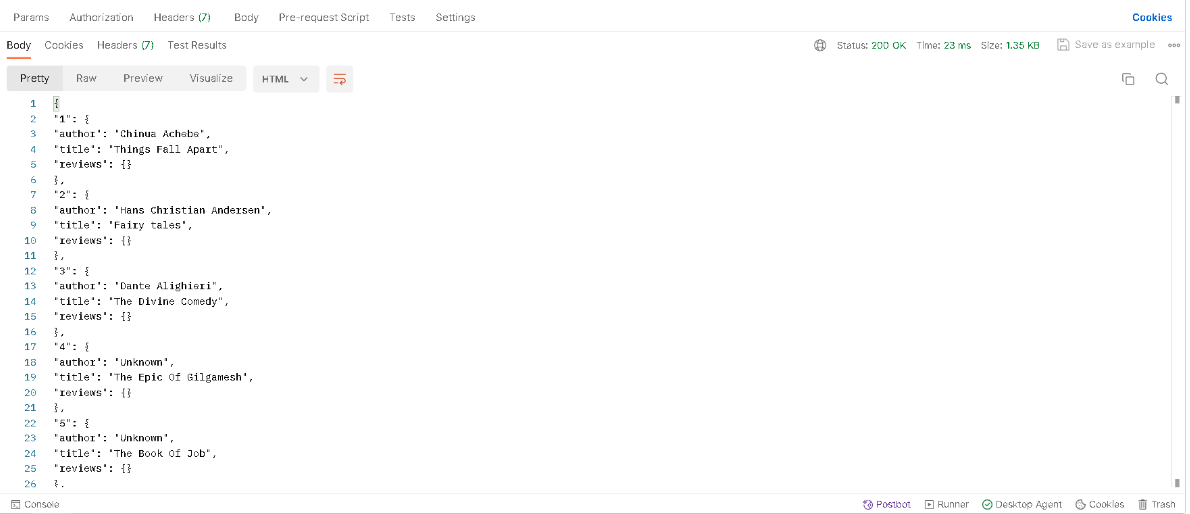 Params Authorization Headers (7) Body Pre-request Script Tests Settings Cookies
Body Cookies Headers (7) Test Results Status: 200 OK Time: 23 ms Size: 1.35 KB Save as example
Pretty Raw Preview Visualize HTML
1 {
2 "1": {
3 "author": "Chinua Achebe",
4 "title": "Things Fall Apart",
5 "reviews": {}
6 },
7 "2": {
8 "author": "Hans Christian Andersen",
9 "title": "Fairy tales",
10 "reviews": {}
11 },
12 "3": {
13 "author": "Dante Alighieri",
14 "title": "The Divine Comedy",
15 "reviews": {}
16 },
17 "4": {
18 "author": "Unknown",
19 "title": "The Epic Of Gilgamesh",
20 "reviews": {}
21 },
22 "5": {
23 "author": "Unknown",
24 "title": "The Book Of Job",
25 "reviews": {}
26 },
Console Postbot Runner Desktop Agent Cookies Trash